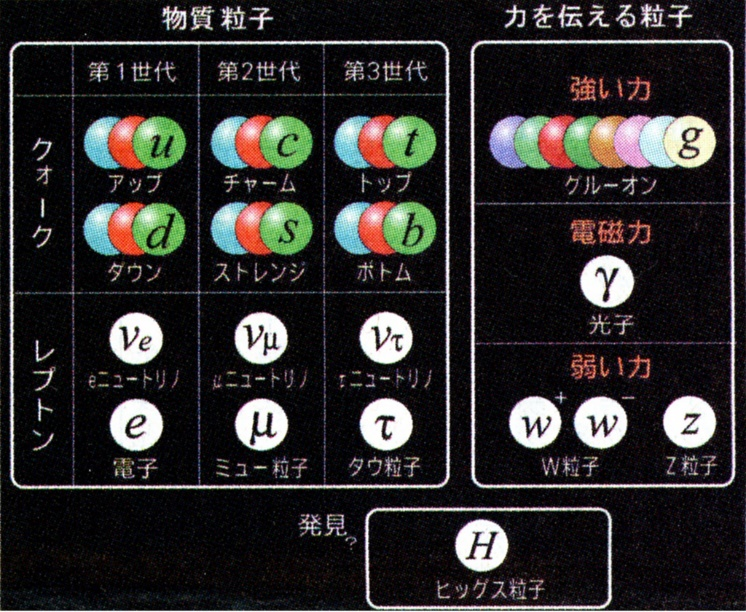 物質粒子
力を伝える粒子
第1世代 第2世代 第3世代
クォーク
u c t
アップ チャーム トップ
d s b
ダウン ストレンジ ボトム
レプトン
νe νμ ντ
eニュートリノ μニュートリノ τニュートリノ
e μ τ
電子 ミュー粒子 タウ粒子
強い力
g
グルーオン
電磁力
γ
光子
弱い力
w+ w− z
W粒子 Z粒子
発見?
H
ヒッグス粒子